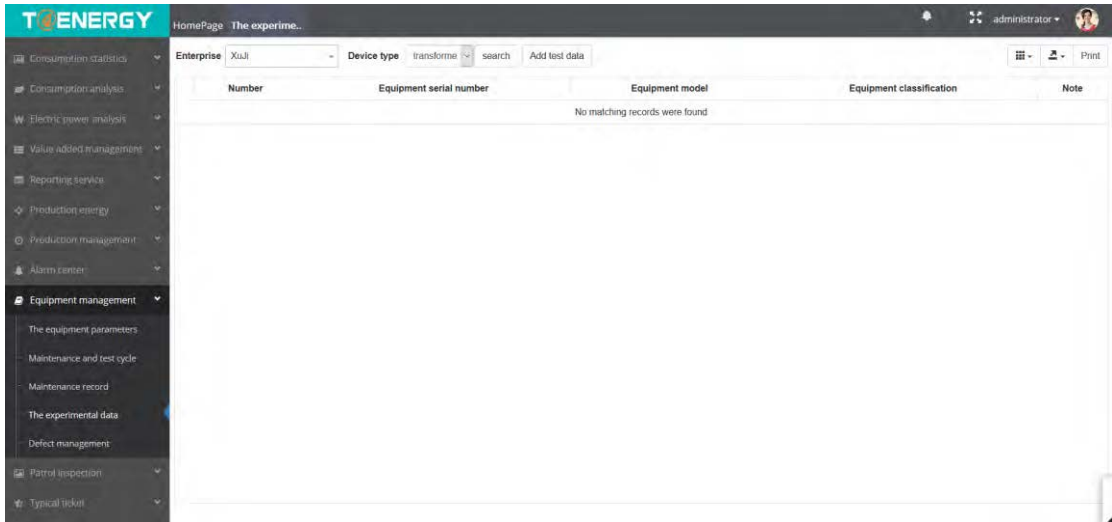 TOENERGY
HomePage The experime..
administrator
Enterprise XuJi Device type transforme search Add test data Print
Number Equipment serial number Equipment model Equipment classification Note
No matching records were found
Consumption statistics
Consumption analysis
Electric power analysis
Value added management
Reporting service
Production energy
Production management
Alarm center
Equipment management
The equipment parameters
Maintenance and test cycle
Maintenance record
The experimental data
Defect management
Patrol inspection
Typical ticket